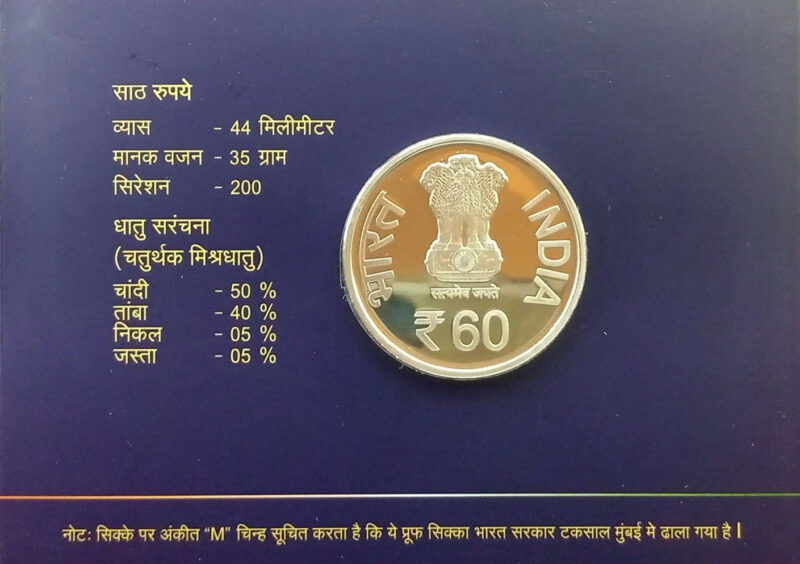 साठ रुपये
व्यास - 44 मिलीमीटर
मानक वजन - 35 ग्राम
सिरेशन - 200
धातु सरंचना
(चतुर्थक मिश्रधातु)
चांदी - 50 %
तांबा - 40 %
निकल - 05 %
जस्ता - 05 %
भारत
INDIA
सत्यमेव जयते
₹ 60
नोट: सिक्के पर अंकीत “M” चिन्ह सूचित करता है कि ये प्रूफ सिक्का भारत सरकार टकसाल मुंबई मे ढाला गया है |